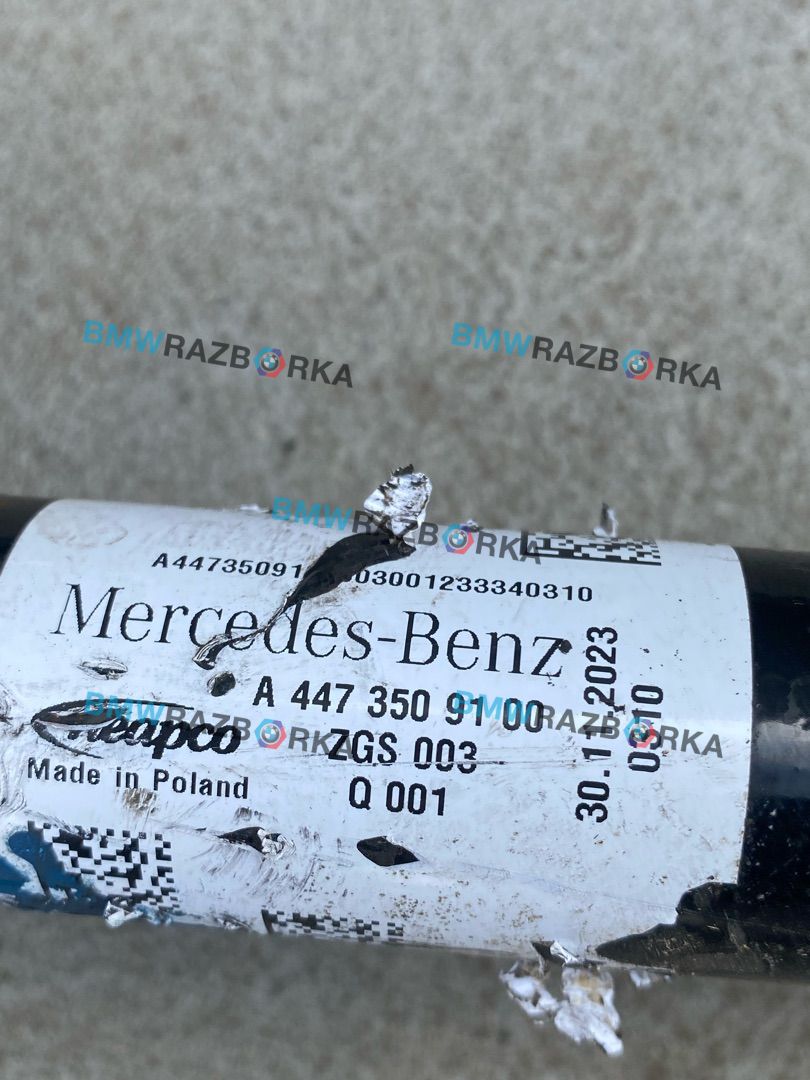 BMWRAZBORKA
BMWRAZBORKA
BMWRAZBORKA
Mercedes-Benz
A 447 350 91 00
ZGS 003
Q 001
Made in Poland
30.11.2023
0310
BMWRAZBORKA
BMWRAZBORKA